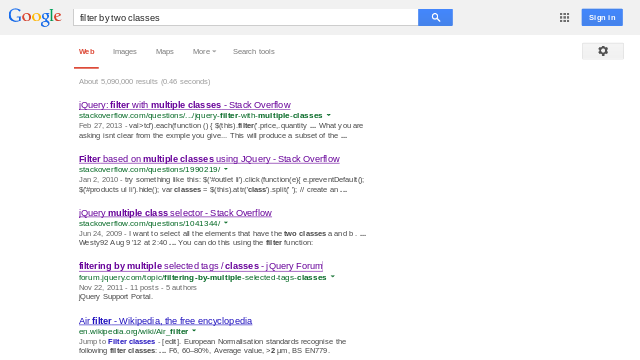 Google filter by two classes Sign in
Web Images Maps More Search tools
About 5,090,000 results (0.46 seconds)
jQuery: filter with multiple classes - Stack Overflow
stackoverflow.com/questions/.../jquery-filter-with-multiple-classes
Feb 27, 2013 - val>td').each(function () { $(this).filter('.price,.quantity .... What you are
asking isnt clear from the exmple you give... This will produce a subset of the ...
Filter based on multiple classes using JQuery - Stack Overflow
stackoverflow.com/questions/1990219/
Jan 2, 2010 - try something like this: $('#outlet li').click(function(e){ e.preventDefault();
$('#products ul li').hide(); var classes = $(this).attr('class').split(' '); // create an ...
jQuery multiple class selector - Stack Overflow
stackoverflow.com/questions/1041344/
Jun 24, 2009 - I want to select all the elements that have the two classes a and b . ...
Westy92 Aug 9 '12 at 2:40 ... You can do this using the filter function:
filtering by multiple selected tags / classes - jQuery Forum
forum.jquery.com/topic/filtering-by-multiple-selected-tags-classes
Nov 22, 2011 - 11 posts - 5 authors
jQuery Support Portal.
Air filter - Wikipedia, the free encyclopedia
en.wikipedia.org/wiki/Air_filter
Jump to Filter classes - [edit]. European Normalisation standards recognise the
following filter classes: ... F6, 60–80%, Average value, >2 µm, BS EN779.